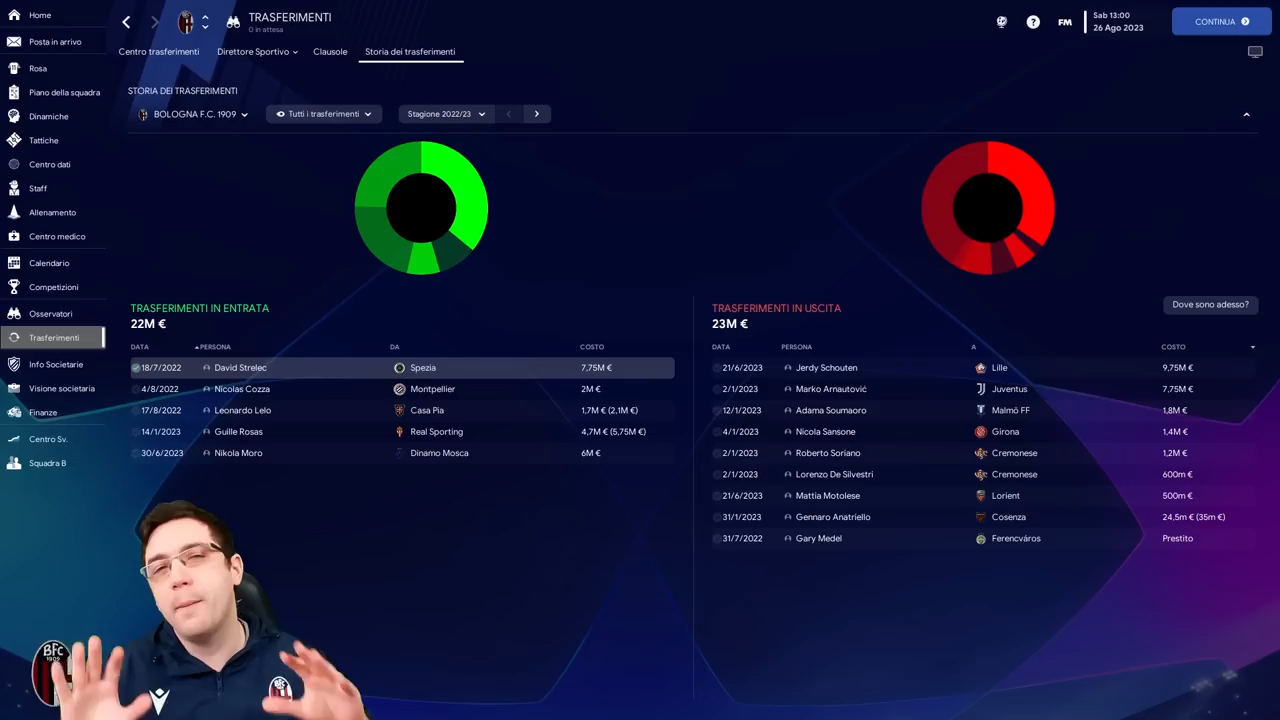 Home
Posta in arrivo
Rosa
Piano della squadra
Dinamiche
Tattiche
Centro dati
Staff
Allenamento
Centro medico
Calendario
Competizioni
Osservatori
Trasferimenti
Info Societarie
Visione societaria
Finanze
Centro Sv.
Squadra B
TRASFERIMENTI
0 in attesa
FM
Sab 13:00
26 Ago 2023
CONTINUA
Centro trasferimenti Direttore Sportivo Clausole Storia dei trasferimenti
STORIA DEI TRASFERIMENTI
BOLOGNA F.C. 1909 Tutti i trasferimenti Stagione 2022/23
TRASFERIMENTI IN ENTRATA
22M €
DATA PERSONA DA COSTO
18/7/2022 David Strelec Spezia 7,75M €
4/8/2022 Nicolas Cozza Montpellier 2M €
17/8/2022 Leonardo Lelo Casa Pia 1,7M € (2,1M €)
14/1/2023 Guille Rosas Real Sporting 4,7M € (5,75M €)
30/6/2023 Nikola Moro Dinamo Mosca 6M €
TRASFERIMENTI IN USCITA
23M €
Dove sono adesso?
DATA PERSONA A COSTO
21/6/2023 Jerdy Schouten Lille 9,75M €
2/1/2023 Marko Arnautović Juventus 7,75M €
12/1/2023 Adama Soumaoro Malmö FF 1,8M €
4/1/2023 Nicola Sansone Girona 1,4M €
2/1/2023 Roberto Soriano Cremonese 1,2M €
2/1/2023 Lorenzo De Silvestri Cremonese 600m €
21/6/2023 Mattia Motolese Lorient 500m €
31/1/2023 Gennaro Anatriello Cosenza 24,5m € (35m €)
31/7/2022 Gary Medel Ferencváros Prestito
BFC
1909
BFC